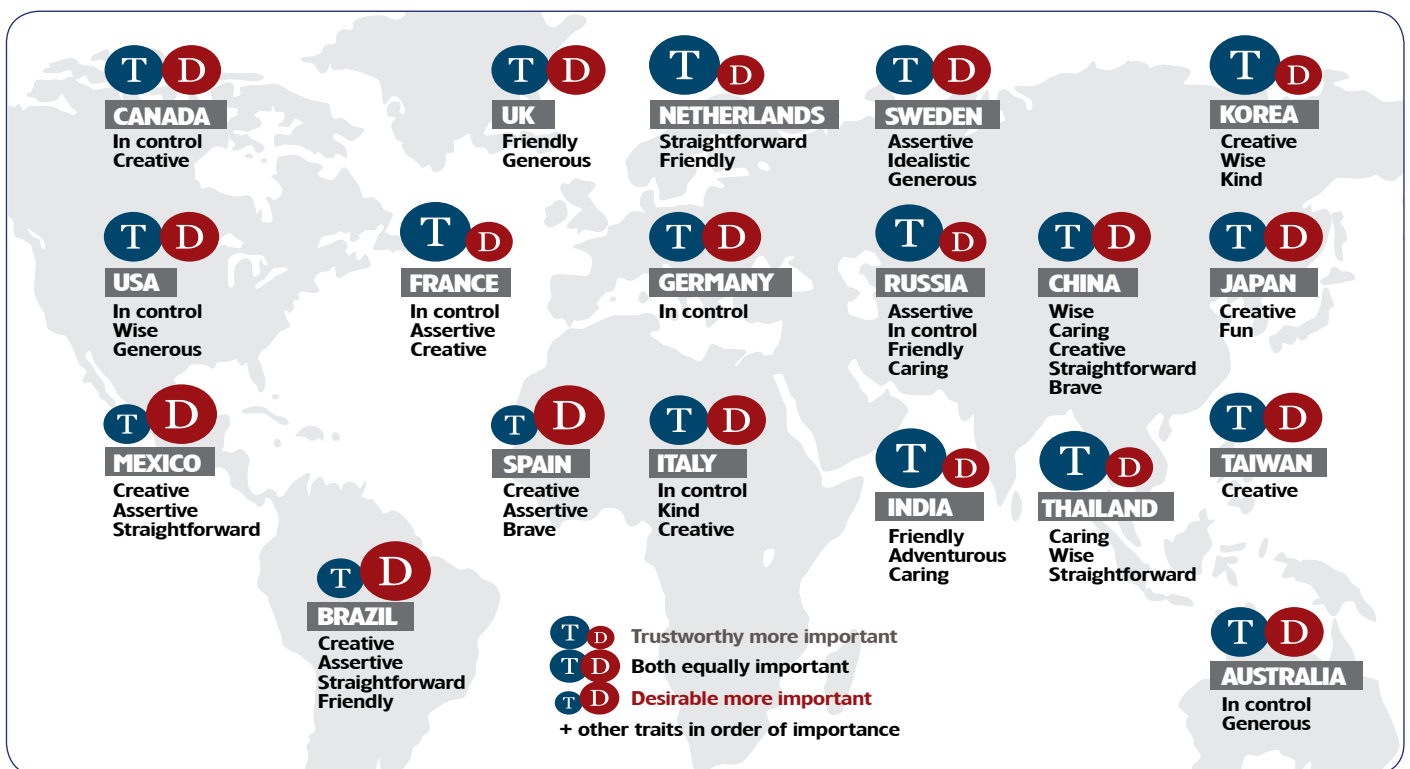 T D
CANADA
In control
Creative
T D
UK
Friendly
Generous
T D
NETHERLANDS
Straightforward
Friendly
T D
SWEDEN
Assertive
Idealistic
Generous
T D
KOREA
Creative
Wise
Kind
T D
USA
In control
Wise
Generous
T D
FRANCE
In control
Assertive
Creative
T D
GERMANY
In control
T D
RUSSIA
Assertive
In control
Friendly
Caring
T D
CHINA
Wise
Caring
Creative
Straightforward
Brave
T D
JAPAN
Creative
Fun
T D
MEXICO
Creative
Assertive
Straightforward
T D
SPAIN
Creative
Assertive
Brave
T D
ITALY
In control
Kind
Creative
T D
INDIA
Friendly
Adventurous
Caring
T D
THAILAND
Caring
Wise
Straightforward
T D
TAIWAN
Creative
T D
BRAZIL
Creative
Assertive
Straightforward
Friendly
T D
AUSTRALIA
In control
Generous
T D Trustworthy more important
T D Both equally important
T D Desirable more important
+ other traits in order of importance